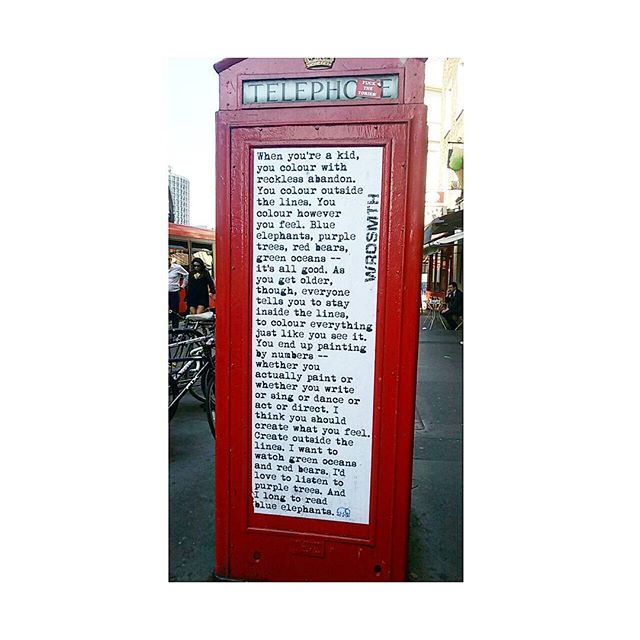 TELEPHO E
FUCK
THE
TORIES!
When you're a kid,
you colour with
reckless abandon.
You colour outside
the lines. You
colour however
you feel. Blue
elephants, purple
trees, red bears,
green oceans --
it's all good. As
you get older,
though, everyone
tells you to stay
inside the lines,
to colour everything
just like you see it.
You end up painting
by numbers --
whether you
actually paint or
whether you write
or sing or dance or
act or direct. I
think you should
create what you feel.
Create outside the
lines. I want to
watch green oceans
and red bears. I'd
love to listen to
purple trees. And
I long to read
blue elephants.
WRDSMTH